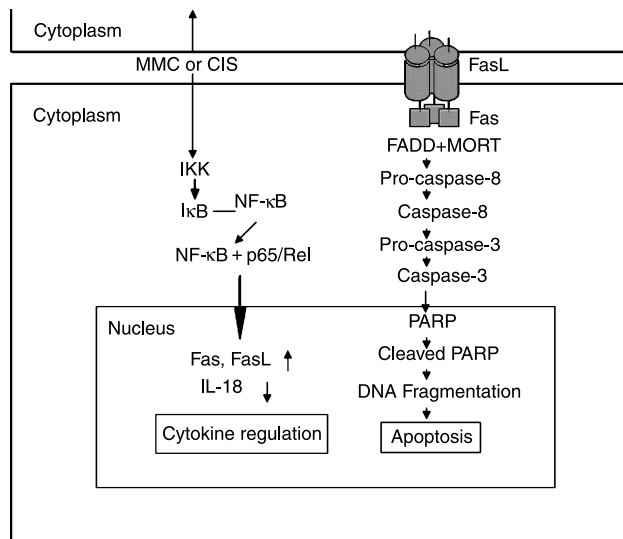 Cytoplasm
MMC or CIS
FasL
Cytoplasm
Fas
FADD+MORT
IKK
Pro-caspase-8
IκB
NF-κB
Caspase-8
Pro-caspase-3
NF-κB + p65/Rel
Caspase-3
Nucleus
PARP
Fas, FasL
Cleaved PARP
IL-18
DNA Fragmentation
Cytokine regulation
Apoptosis